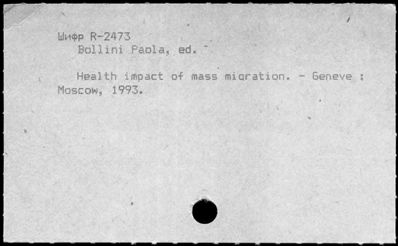 Шифр R-2473
Bollini Paola, ed.
Health impact of mass migration. - Geneve :
Moscow, 1993.